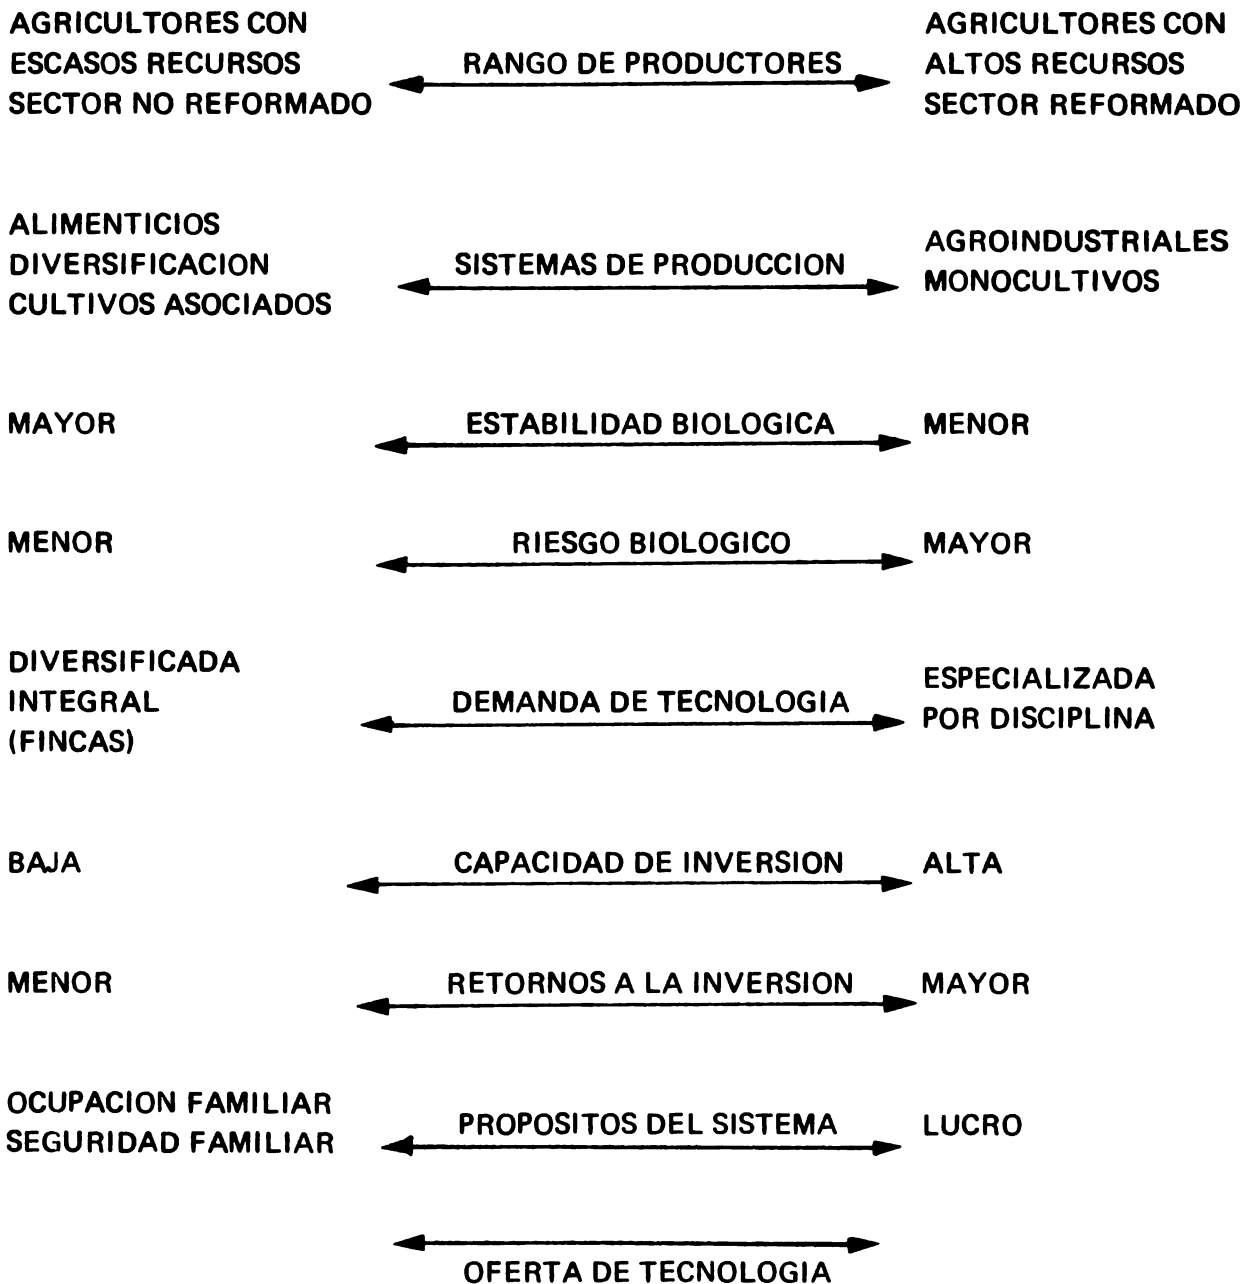 AGRICULTORES CON
ESCASOS RECURSOS
SECTOR NO REFORMADO
RANGO DE PRODUCTORES
AGRICULTORES CON
ALTOS RECURSOS
SECTOR REFORMADO
ALIMENTICIOS
DIVERSIFICACION
CULTIVOS ASOCIADOS
SISTEMAS DE PRODUCCION
AGROINDUSTRIALES
MONOCULTIVOS
MAYOR
ESTABILIDAD BIOLOGICA
MENOR
MENOR
RIESGO BIOLOGICO
MAYOR
DIVERSIFICADA
INTEGRAL
(FINCAS)
DEMANDA DE TECNOLOGIA
ESPECIALIZADA
POR DISCIPLINA
BAJA
CAPACIDAD DE INVERSION
ALTA
MENOR
RETORNOS A LA INVERSION
MAYOR
OCUPACION FAMILIAR
SEGURIDAD FAMILIAR
PROPOSITOS DEL SISTEMA
LUCRO
OFERTA DE TECNOLOGIA